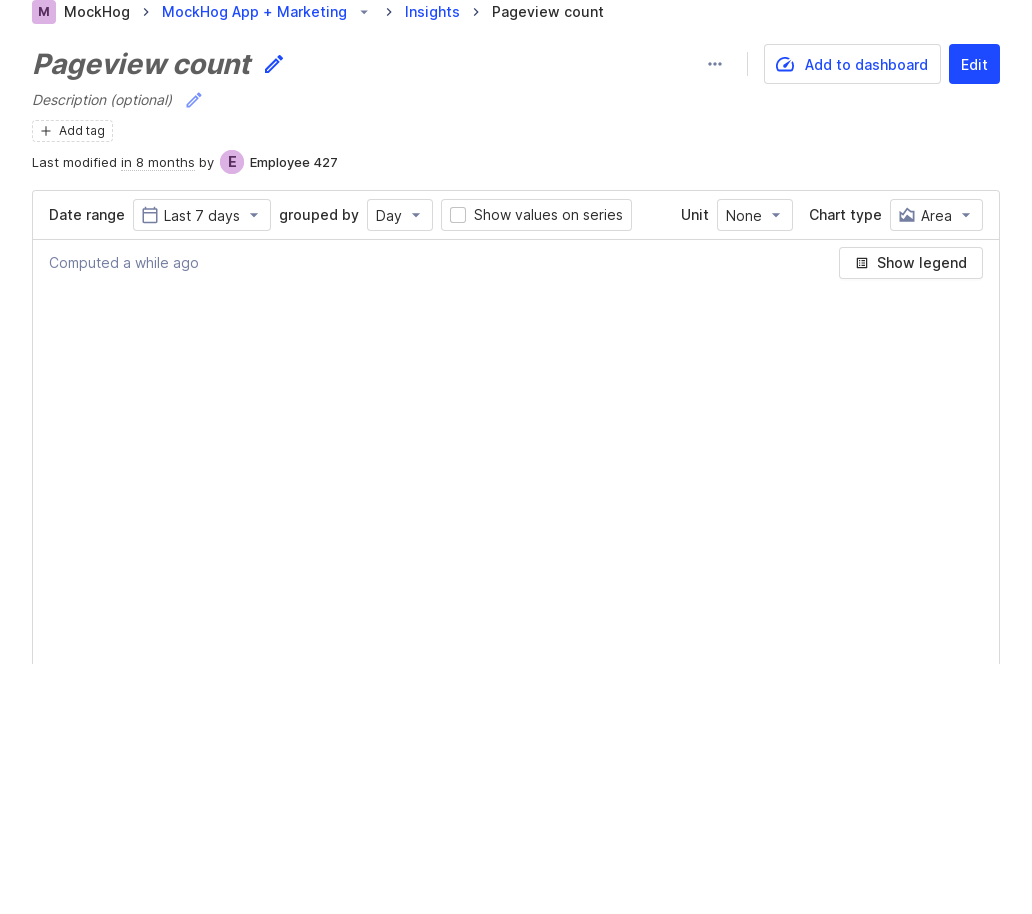 M MockHog MockHog App + Marketing Insights Pageview count
Pageview count
Add to dashboard Edit
Description (optional)
Add tag
Last modified in 8 months by E Employee 427
Date range Last 7 days grouped by Day Show values on series Unit None Chart type Area
Computed a while ago Show legend